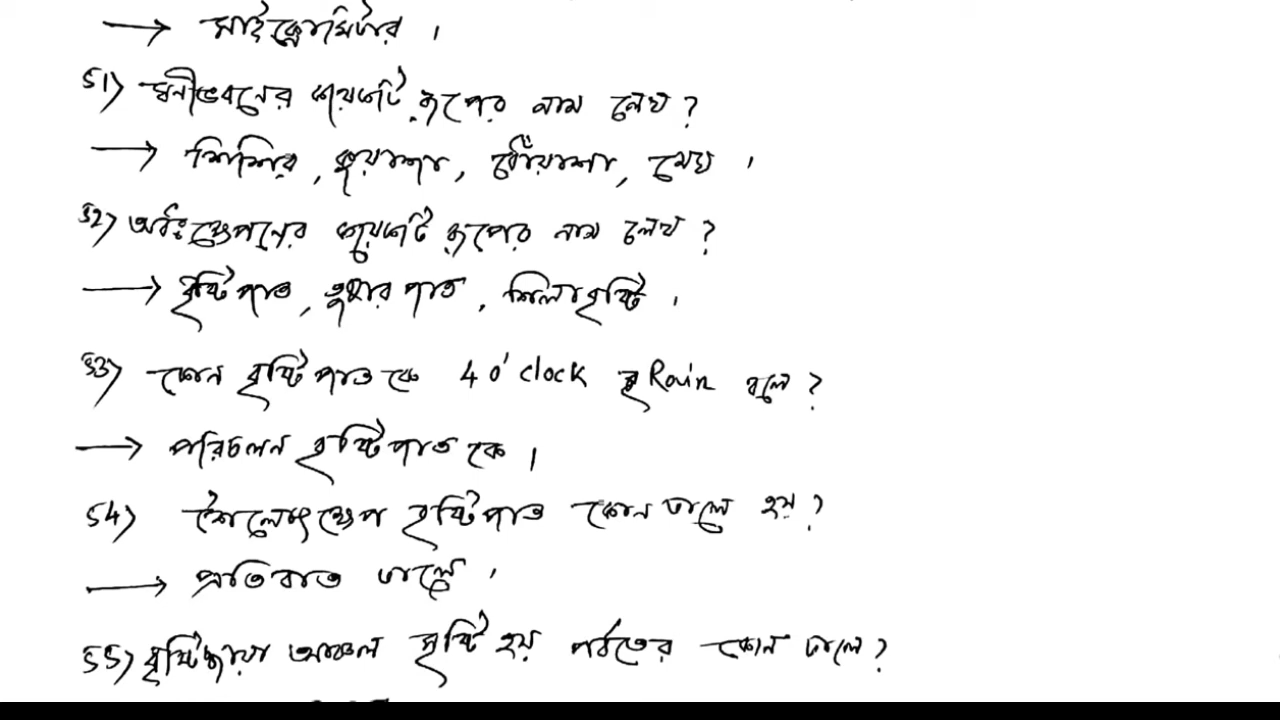 → সাইক্লোমিটার ।
51) ঘনীভবনের কয়েকটি রূপের নাম লেখ ?
→ শিশির, কুয়াশা, ধোঁয়াশা, মেঘ ।
52) অধঃক্ষেপনের কয়েকটি রূপের নাম লেখ ?
→ বৃষ্টিপাত, তুষারপাত, শিলাবৃষ্টি ।
53) কোন বৃষ্টিপাতকে 4 o'clock Rain বলে ?
→ পরিচলন বৃষ্টিপাতকে ।
54) শৈলোৎক্ষেপ বৃষ্টিপাত কোন ঢালে হয় ?
→ প্রতিবাত ঢালে ।
55) বৃষ্টিচ্ছায়া অঞ্চল সৃষ্টি হয় পর্বতের কোন ঢালে ?